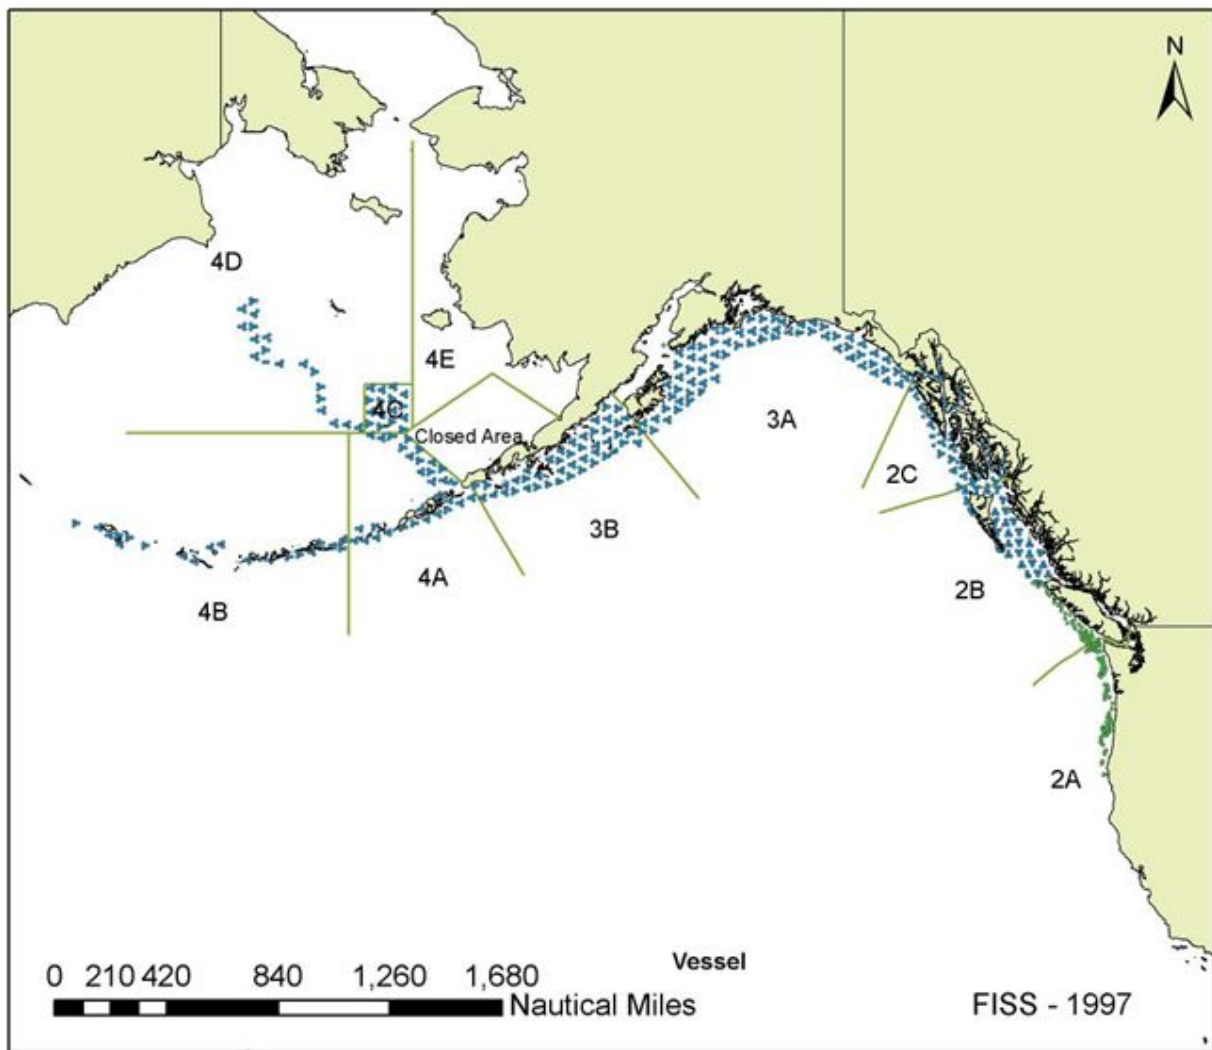 N
4D
4E
4C
Closed Area
3A
2C
3B
4A
2B
4B
2A
Vessel
0 210 420 840 1,260 1,680
Nautical Miles
FISS - 1997